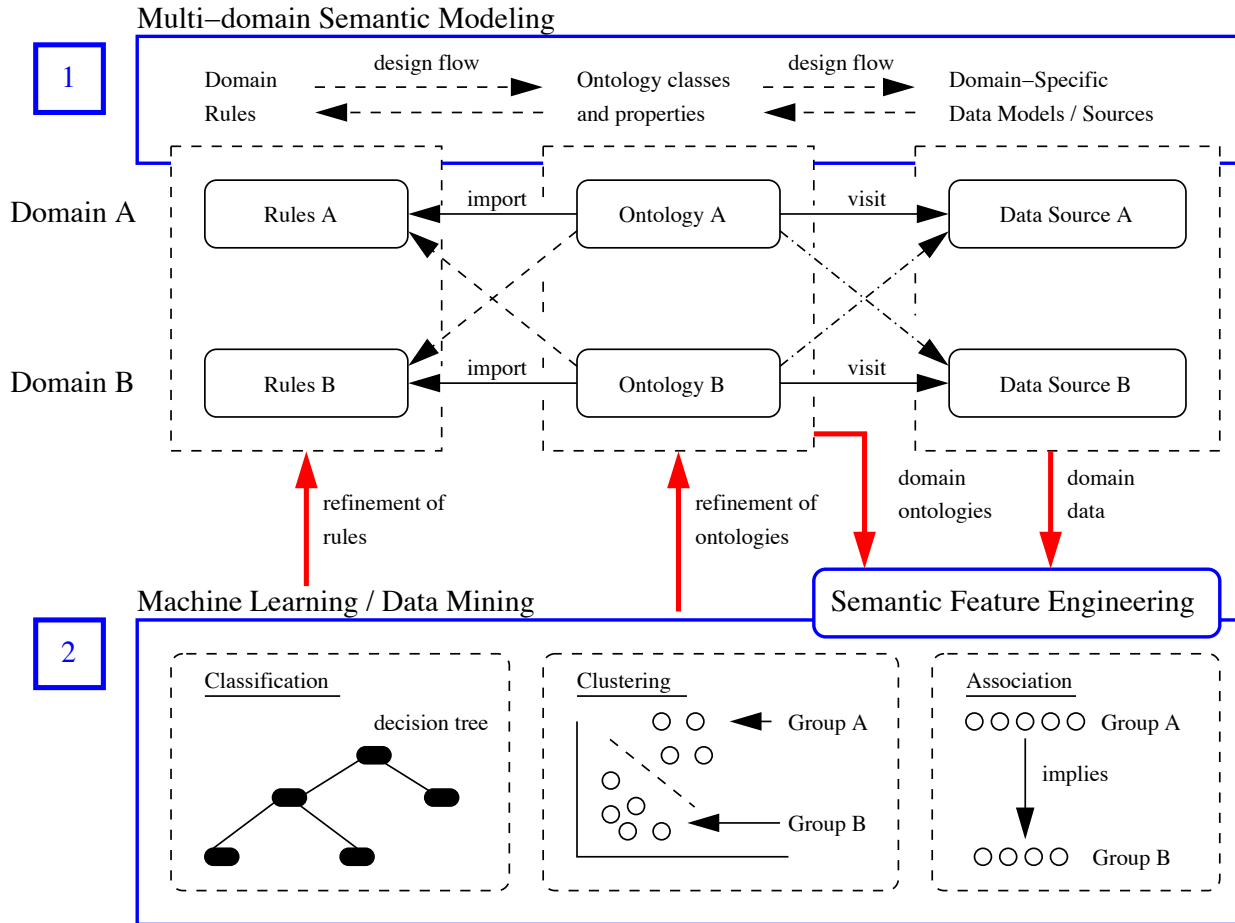 Multi−domain Semantic Modeling
1
design flow
design flow
Domain
Rules
Ontology classes
and properties
Domain−Specific
Data Models / Sources
Domain A
Rules A
import
Ontology A
visit
Data Source A
Domain B
Rules B
import
Ontology B
visit
Data Source B
refinement of
rules
refinement of
ontologies
domain
ontologies
domain
data
Machine Learning / Data Mining
Semantic Feature Engineering
2
Classification
decision tree
Clustering
Group A
Group B
Association
Group A
implies
Group B